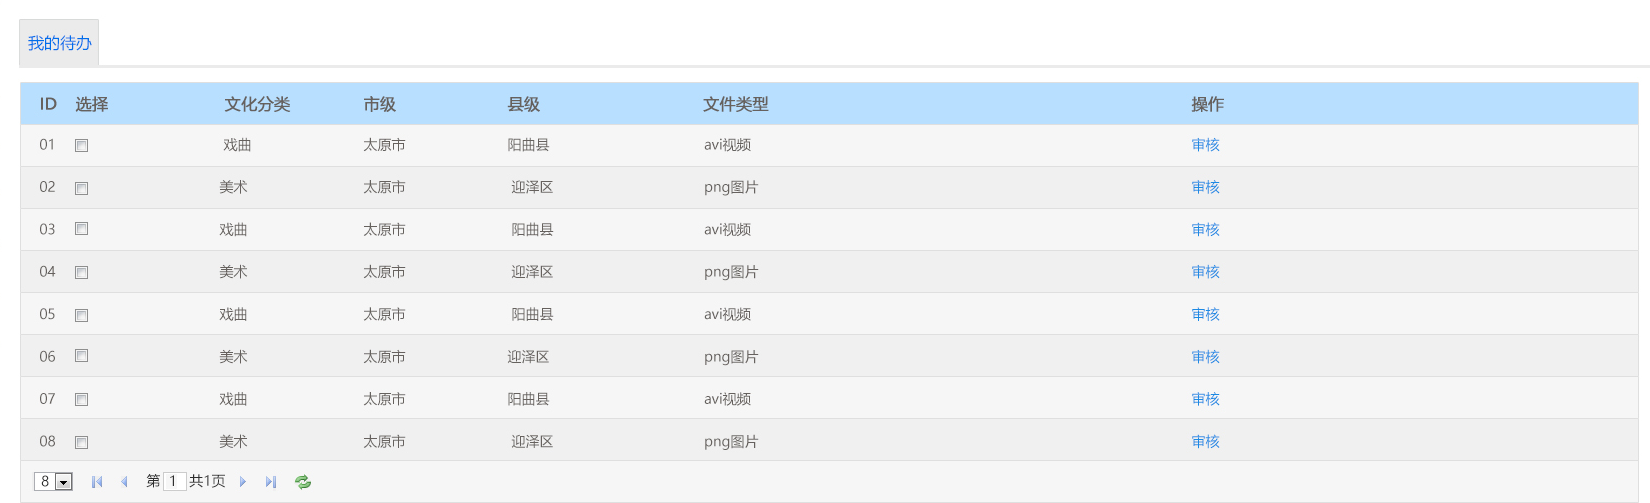 我的待办
ID 选择 文化分类 市级 县级 文件类型 操作
01 戏曲 太原市 阳曲县 avi视频 审核
02 美术 太原市 迎泽区 png图片 审核
03 戏曲 太原市 阳曲县 avi视频 审核
04 美术 太原市 迎泽区 png图片 审核
05 戏曲 太原市 阳曲县 avi视频 审核
06 美术 太原市 迎泽区 png图片 审核
07 戏曲 太原市 阳曲县 avi视频 审核
08 美术 太原市 迎泽区 png图片 审核
8 第 1 共1页